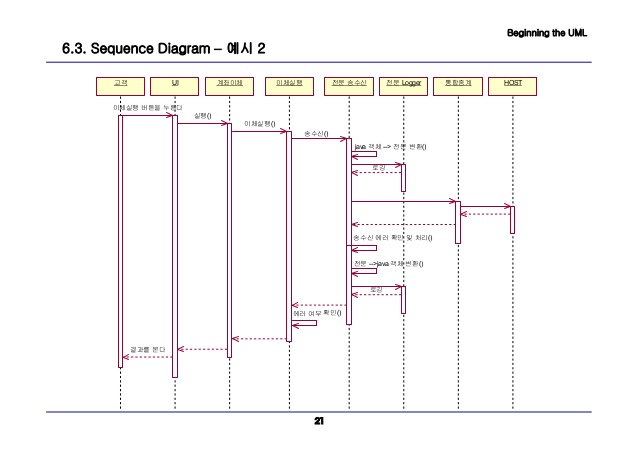 Beginning the UML
6.3. Sequence Diagram – 예시 2
고객 UI 계좌이체 이체실행 전문 송수신 전문 Logger 통합중계 HOST
이체실행 버튼을 누른다
실행()
이체실행()
송수신()
java 객체 --> 전문 변환()
로깅
송수신 에러 확인 및 처리()
전문 -->java 객체 변환()
로깅
에러 여부 확인()
결과를 본다
21